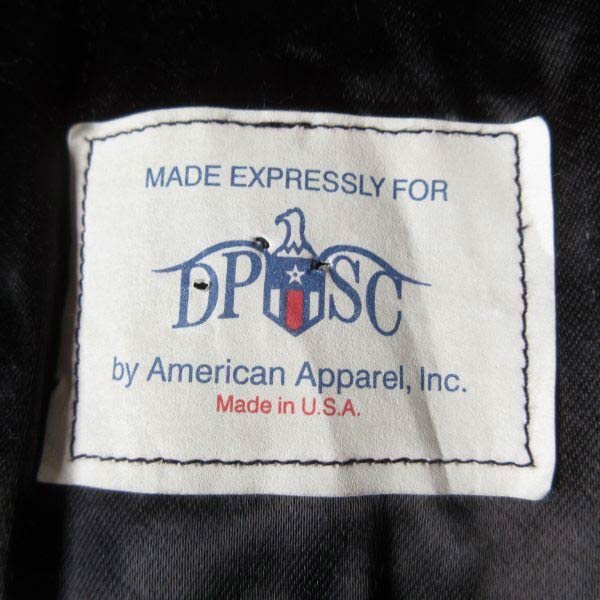 MADE EXPRESSLY FOR
DPSC
by American Apparel, Inc.
Made in U.S.A.